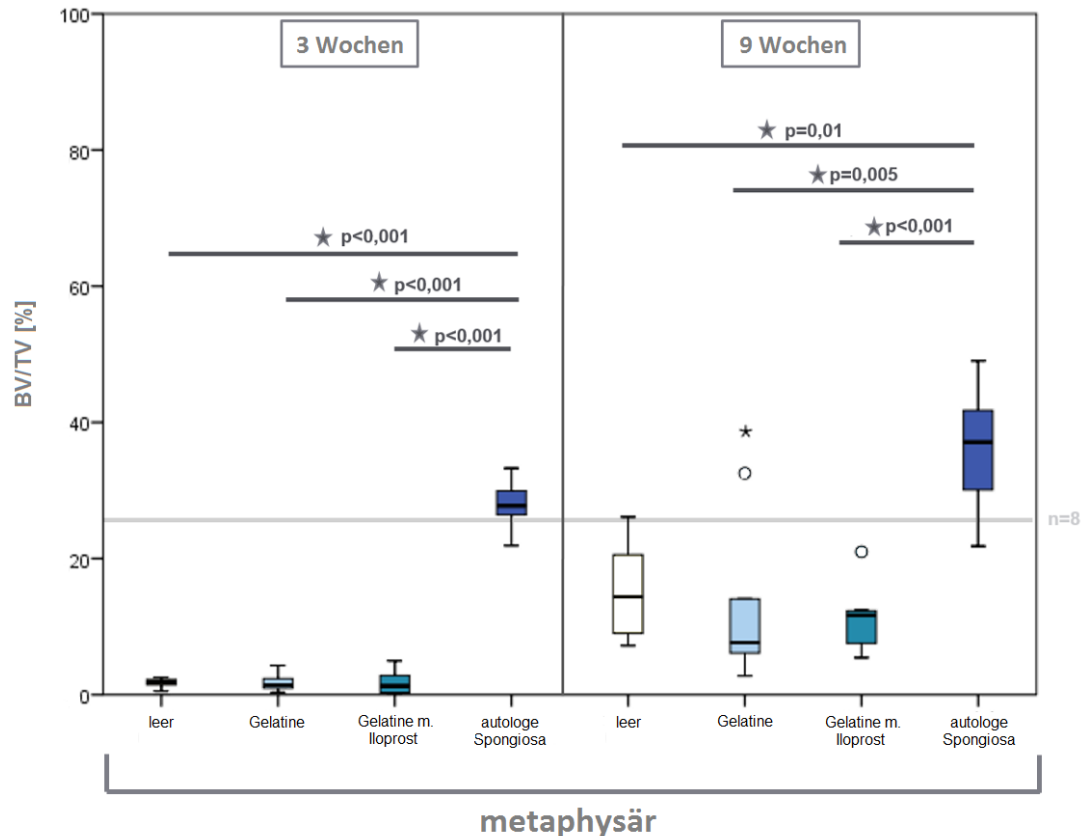 3 Wochen
9 Wochen
BV/TV [%]
100
80
60
40
20
0
p<0,001
p<0,001
p<0,001
p=0,01
p=0,005
p<0,001
n=8
leer
Gelatine
Gelatine m.
Iloprost
autologe
Spongiosa
leer
Gelatine
Gelatine m.
Iloprost
autologe
Spongiosa
metaphysär